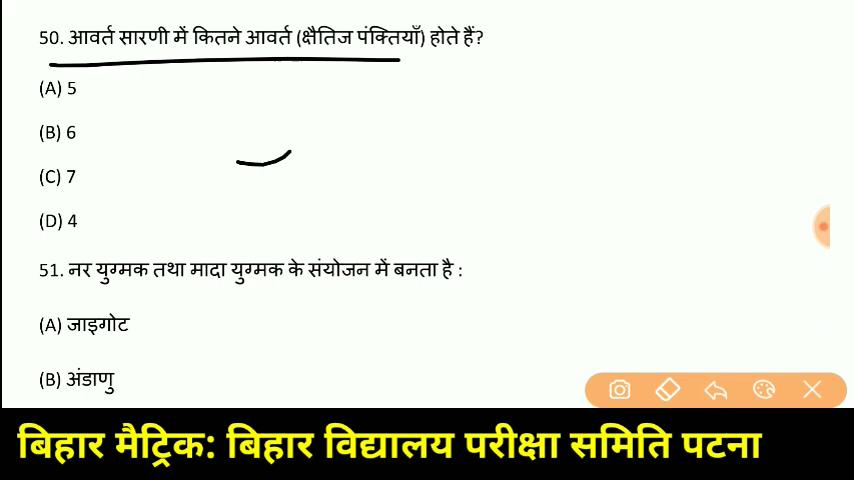 50. आवर्त सारणी में कितने आवर्त (क्षैतिज पंक्तियाँ) होते हैं?
(A) 5
(B) 6
(C) 7
(D) 4
51. नर युग्मक तथा मादा युग्मक के संयोजन में बनता है :
(A) जाइगोट
(B) अंडाणु
बिहार मैट्रिक: बिहार विद्यालय परीक्षा समिति पटना